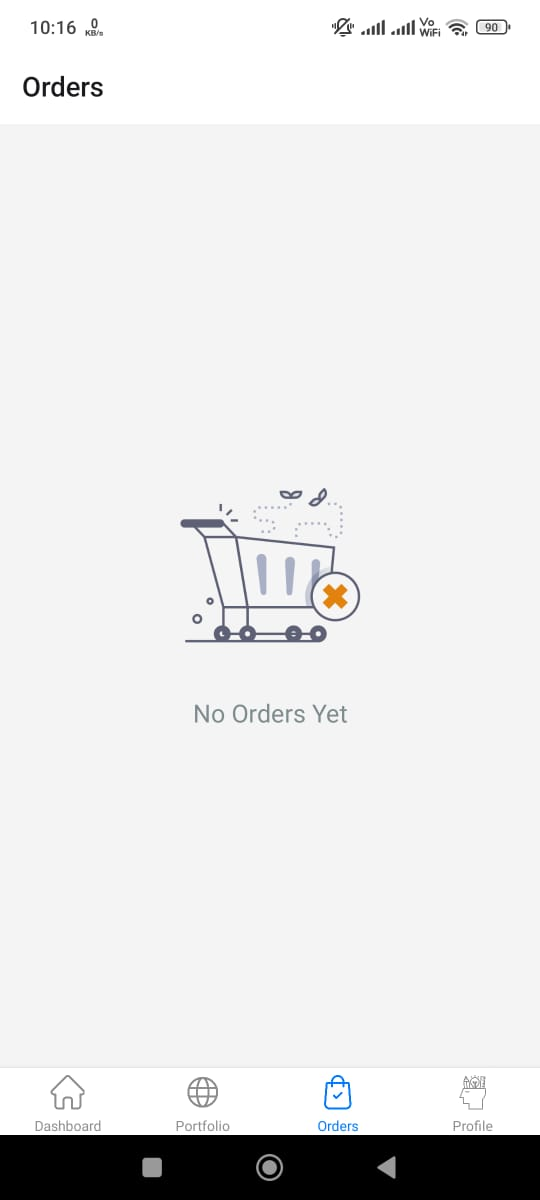 10:16 0 KB/s Vo WiFi 90
Orders
No Orders Yet
Dashboard Portfolio Orders Profile